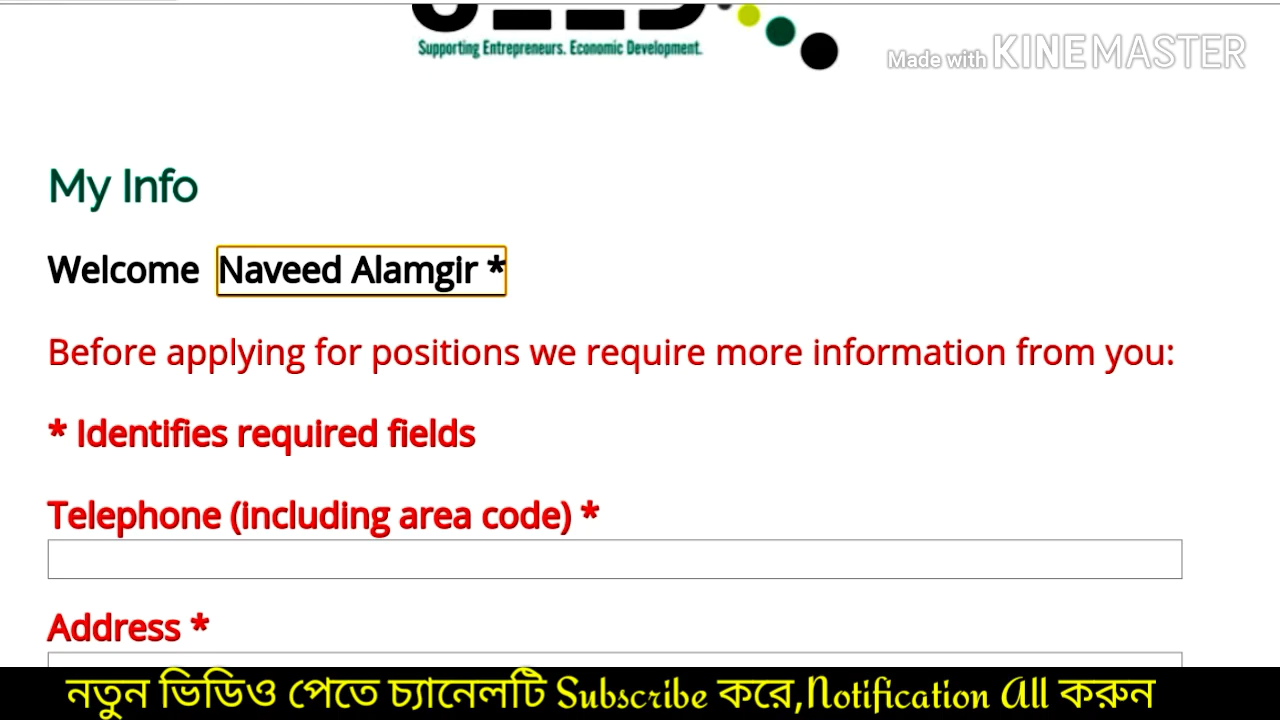 Supporting Entrepreneurs. Economic Development.
Made with KINEMASTER
My Info
Welcome Naveed Alamgir *
Before applying for positions we require more information from you:
* Identifies required fields
Telephone (including area code) *
Address *
নতুন ভিডিও পেতে চ্যানেলটি Subscribe করে,Notification All করুন